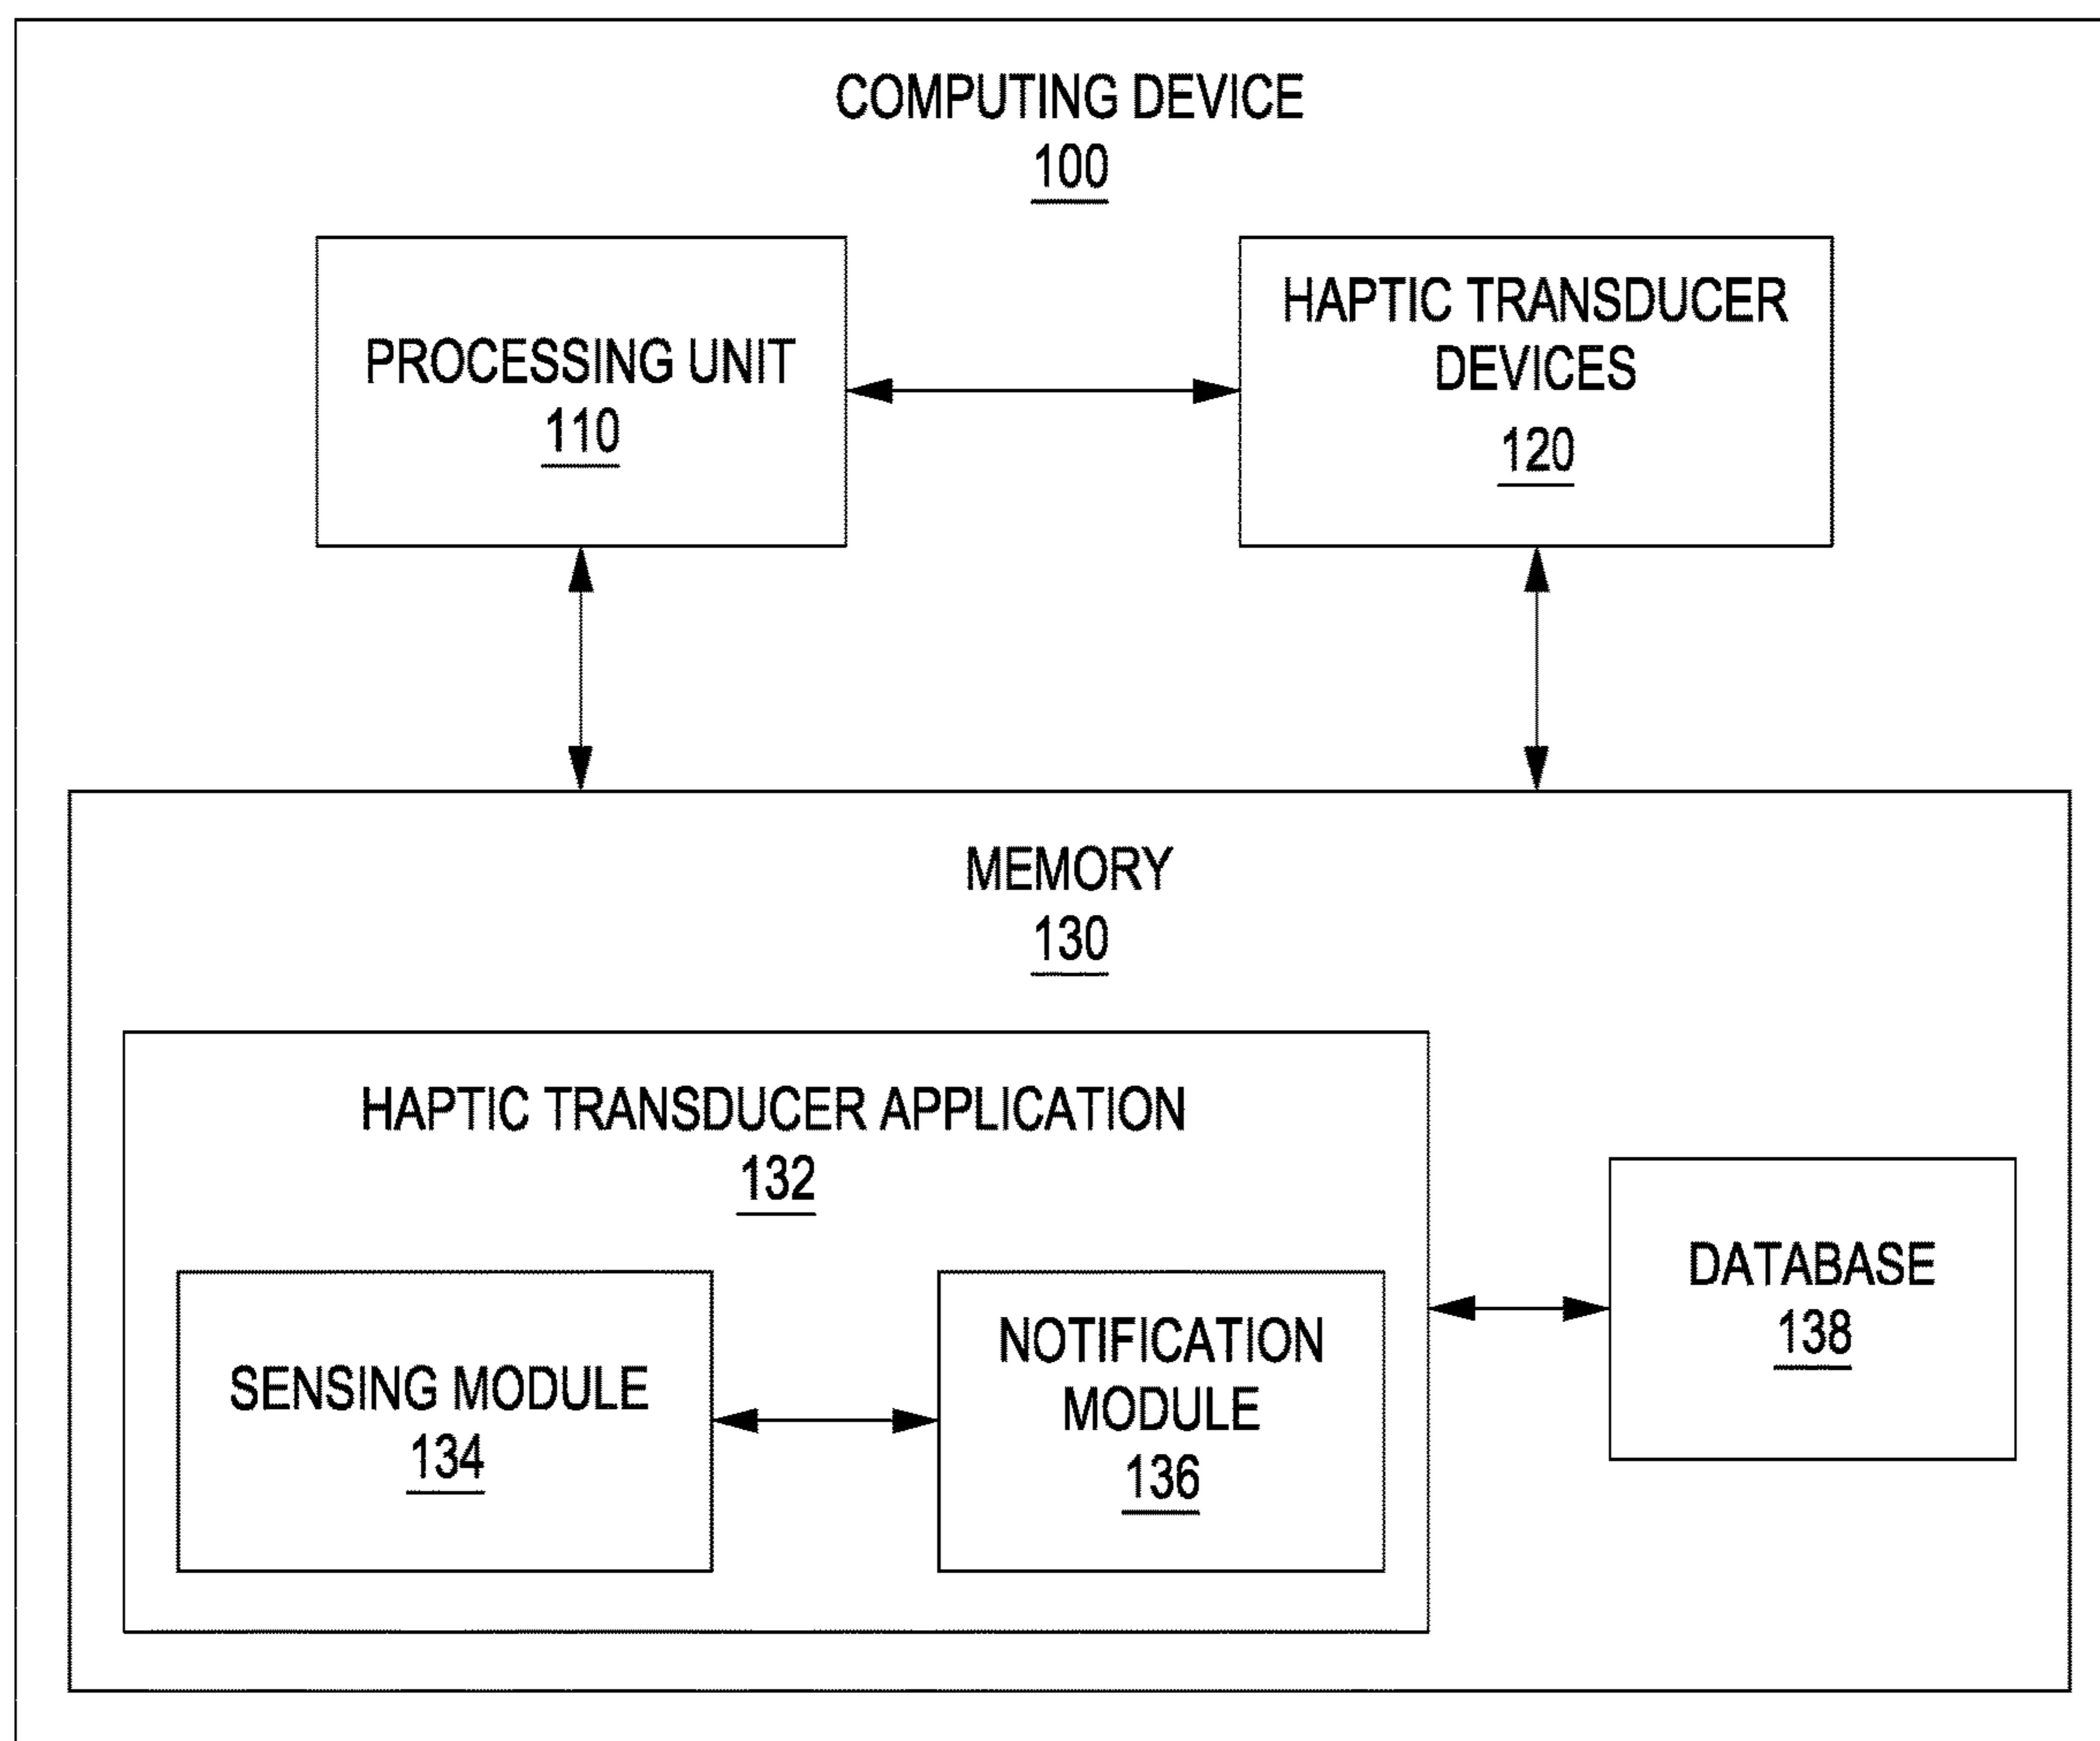 COMPUTING DEVICE
100
PROCESSING UNIT
110
HAPTIC TRANSDUCER
DEVICES
120
MEMORY
130
HAPTIC TRANSDUCER APPLICATION
132
SENSING MODULE
134
NOTIFICATION
MODULE
136
DATABASE
138